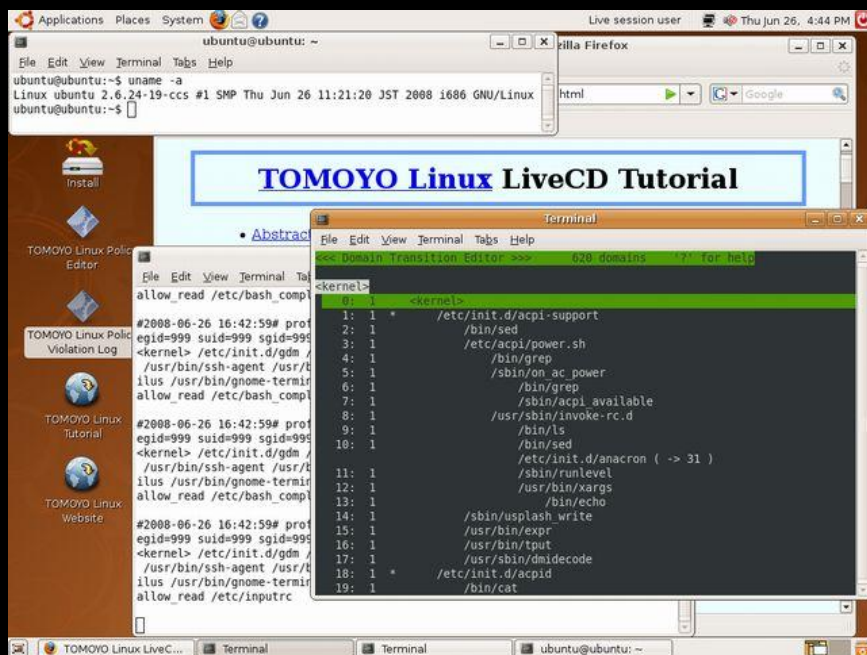 Applications Places System Live session user Thu Jun 26, 4:44 PM
ubuntu@ubuntu: ~
File Edit View Terminal Tabs Help
ubuntu@ubuntu:~$ uname -a
Linux ubuntu 2.6.24-19-ccs #1 SMP Thu Jun 26 11:21:20 JST 2008 i686 GNU/Linux
ubuntu@ubuntu:~$
zilla Firefox
html
Google
Install
TOMOYO Linux Polic
Editor
TOMOYO Linux Polic
Violation Log
TOMOYO Linux
Tutorial
TOMOYO Linux
Website
TOMOYO Linux LiveCD Tutorial
• Abstract
File Edit View Terminal Ta
allow_read /etc/bash_compl
#2008-06-26 16:42:59# prof
egid=999 suid=999 sgid=999
<kernel> /etc/init.d/gdm /
/usr/bin/ssh-agent /usr/b
ilus /usr/bin/gnome-termin
allow_read /etc/bash_compl
#2008-06-26 16:42:59# prof
egid=999 suid=999 sgid=999
<kernel> /etc/init.d/gdm /
/usr/bin/ssh-agent /usr/b
ilus /usr/bin/gnome-termin
allow_read /etc/bash_compl
#2008-06-26 16:42:59# prof
egid=999 suid=999 sgid=999
<kernel> /etc/init.d/gdm /
/usr/bin/ssh-agent /usr/b
ilus /usr/bin/gnome-termin
allow_read /etc/inputrc
Terminal
File Edit View Terminal Tabs Help
<<< Domain Transition Editor >>> 620 domains '?' for help
<kernel>
0: 1 <kernel>
1: 1 * /etc/init.d/acpi-support
2: 1 /bin/sed
3: 1 /etc/acpi/power.sh
4: 1 /bin/grep
5: 1 /sbin/on_ac_power
6: 1 /bin/grep
7: 1 /sbin/acpi_available
8: 1 /usr/sbin/invoke-rc.d
9: 1 /bin/ls
10: 1 /bin/sed
/etc/init.d/anacron ( -> 31 )
11: 1 /sbin/runlevel
12: 1 /usr/bin/xargs
13: 1 /bin/echo
14: 1 /sbin/usplash_write
15: 1 /usr/bin/expr
16: 1 /usr/bin/tput
17: 1 /usr/sbin/dmidecode
18: 1 * /etc/init.d/acpid
19: 1 /bin/cat
TOMOYO Linux LiveC... Terminal Terminal ubuntu@ubuntu: ~